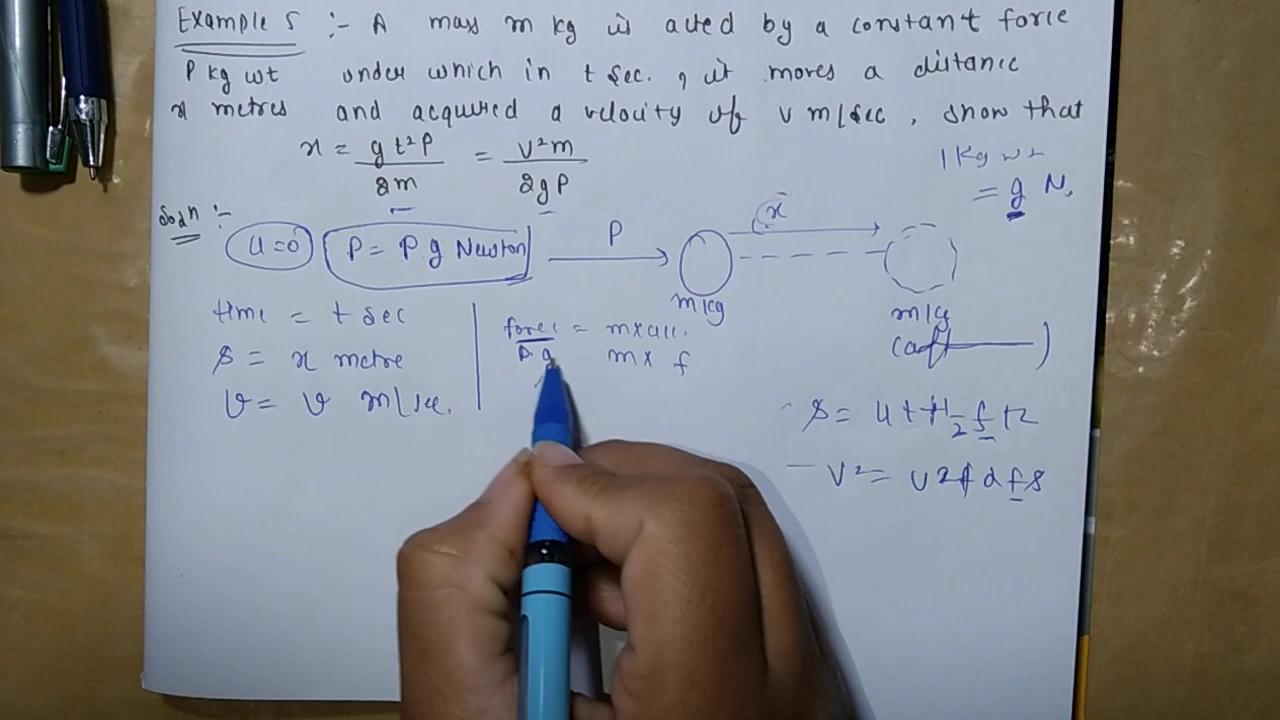 Example 5 :- A mass m kg is acted by a constant force
P kg wt under which in t sec. , it moves a distance
x metres and acquired a velocity of v m/sec , show that
x = gt²P/2m = v²m/2gP
1 kg wt
= g N.
Soln :-
u=0 P = P.g Newton
P
x
m kg
m kg
time = t sec
s = x metre
v = v m/sec.
force = m x acc.
P.g m x f
s = ut + 1/2 f t2
v² = u2 + 2fs